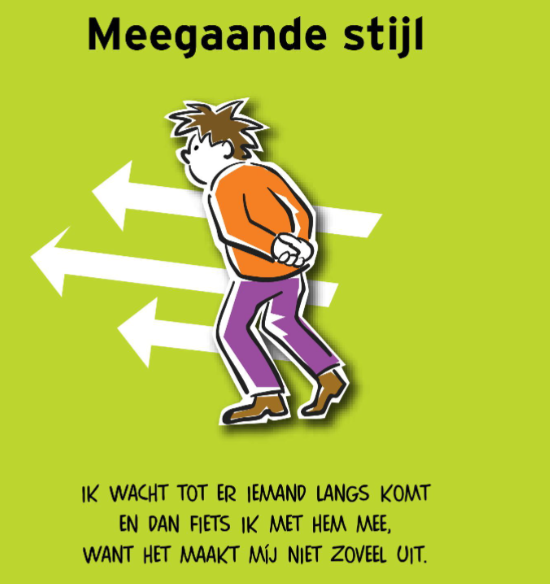 Meegaande stijl
IK WACHT TOT ER IEMAND LANGS KOMT
EN DAN FIETS IK MET HEM MEE,
WANT HET MAAKT MÍJ NIET ZOVEEL UIT.